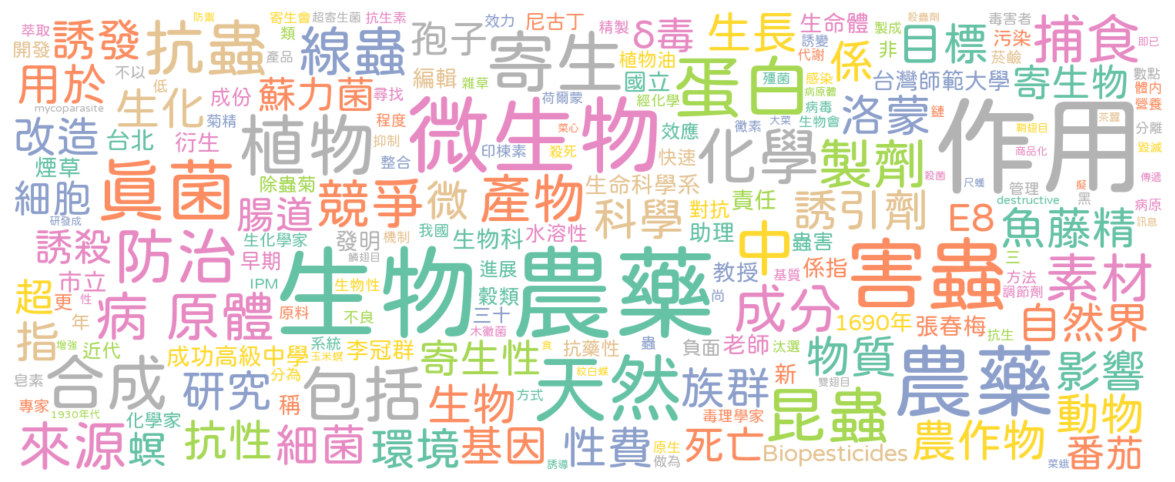 萃取
誘發
抗蟲
防禦
線蟲
寄生會
類
超寄生菌
抗生素
產品
孢子
效力
尼古丁
寄生
精製
δ毒
植物油
生長
生命體
製成
殺蟲劑
誘變
代謝
非
目標
毒害者
污染
菸鹼
捕食
即已
開發
用於
低
mycoparasite
生化
成份
蘇力菌
尋找
編輯
雜草
荷爾蒙
國立
經化學
蛋白
殭菌
感染
病原體
係
台灣師範大學
寄生物
數點
體內
營養
改造
台北
菊精
衍生
程度
抑制
植物
微生物
菜心
印楝素
殺死
效應
黴素
大菜
病毒
生物會
鏈
洛蒙
作用
鞘翅目
茶蠶
商品化
分離
毀滅
煙草
細胞
研發成
真菌
除蟲菊
整合
競爭
微
產物
快速
生命科學系
化學
製劑
殺菌
尺蠖
destructive
管理
黑
擬
傳遞
病原
訊息
腸道
科學
對抗
責任
誘引劑
E8
魚藤精
誘殺
防治
生化學家
早期
鱗翅目
發明
機制
我國
生物科
水溶性
助理
中
蟲害
市立
IPM
生物性
生物農藥
進展
穀類
三十
教授
尚
基質
係指
害蟲
三
方法
調節劑
素材
超
更
性
年
指
病 原體
原料
不良
木黴菌
成分
1690年
張春梅
抗生
自然界
增強
近代
成功高級中學
系統
玉米螟
李冠群
寄生性
抗藥性
蟲
食
負面
老師
汰選
物質
農藥
影響
皂素
合成
研究
分為
包括
生物
方式
天然
紋白蝶
族群
新
雙翅目
動物
專家
1930年代
化學家
稱
毒理學家
昆蟲
農作物
來源
螟
抗性
細菌
環境
基因
誘導
性費
原生
做為
死亡
Biopesticides
菜蛾
番茄